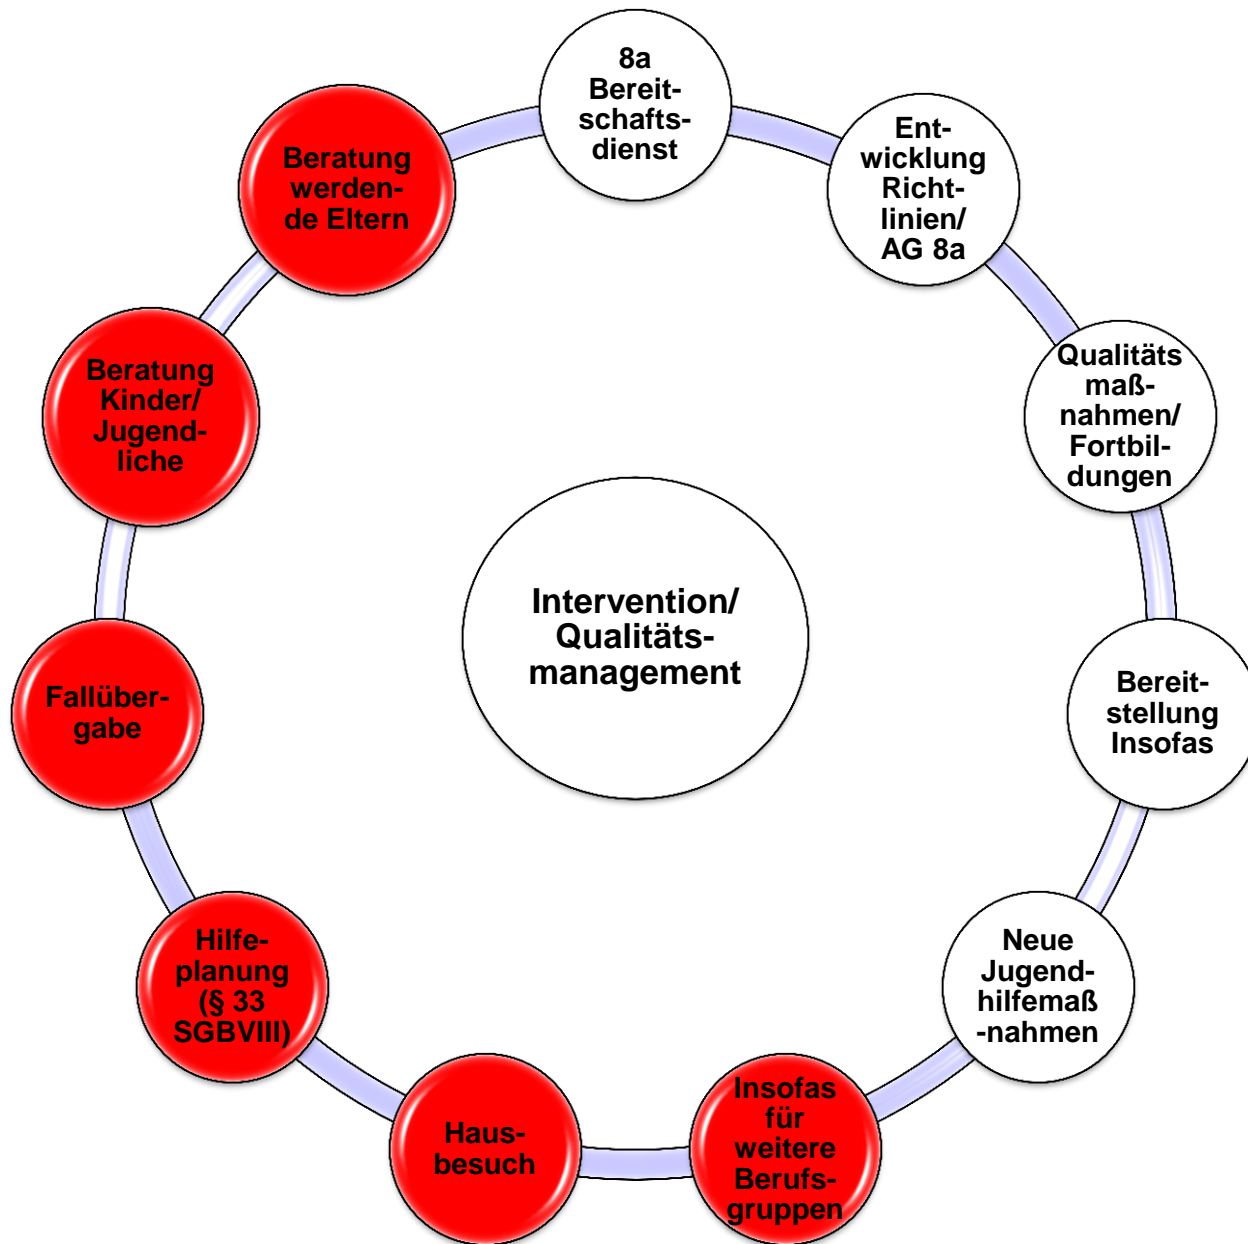 8a
Bereit-
schafts-
dienst
Ent-
wicklung
Richt-
linien/
AG 8a
Qualitäts
maß-
nahmen/
Fortbil-
dungen
Bereit-
stellung
Insofas
Neue
Jugend-
hilfemaß
-nahmen
Insofas
für
weitere
Berufs-
gruppen
Haus-
besuch
Hilfe-
planung
(§ 33
SGBVIII)
Fallüber-
gabe
Beratung
Kinder/
Jugend-
liche
Beratung
werden-
de Eltern
Intervention/
Qualitäts-
management